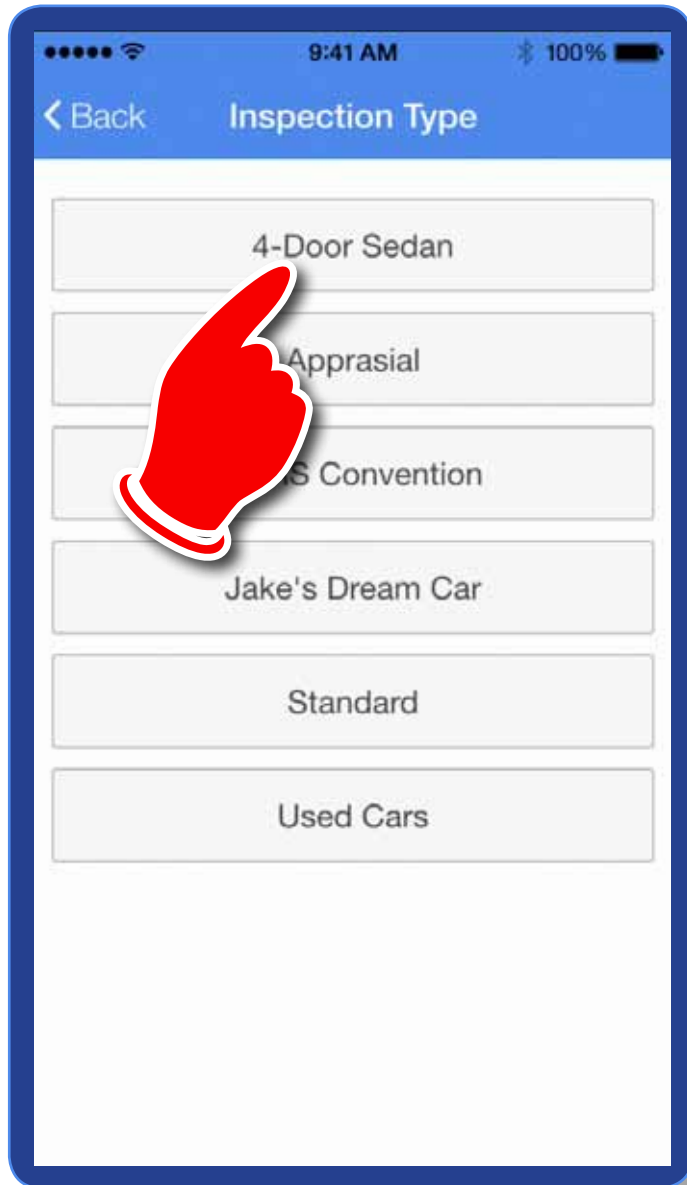 9:41 AM 100%
Back Inspection Type
4-Door Sedan
Apprasial
Convention
Jake's Dream Car
Standard
Used Cars